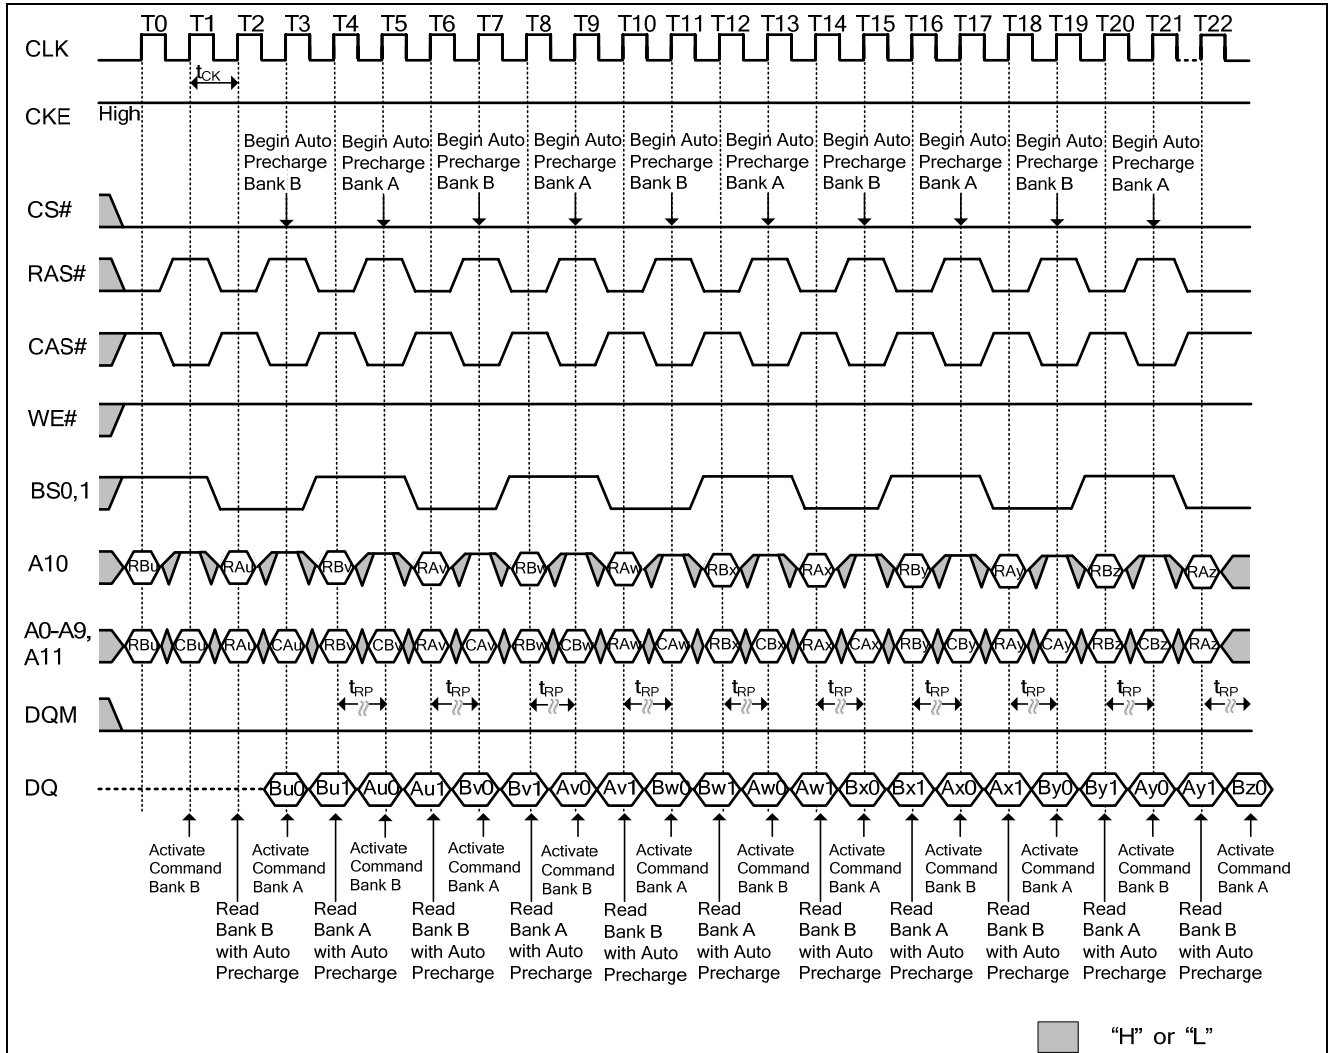 T0 T1 T2 T3 T4 T5 T6 T7 T8 T9 T10 T11 T12 T13 T14 T15 T16 T17 T18 T19 T20 T21 T22
CLK
tCK
CKE
High
Begin Auto
Precharge
Bank B
Begin Auto
Precharge
Bank A
Begin Auto
Precharge
Bank B
Begin Auto
Precharge
Bank A
Begin Auto
Precharge
Bank B
Begin Auto
Precharge
Bank A
Begin Auto
Precharge
Bank B
Begin Auto
Precharge
Bank A
Begin Auto
Precharge
Bank B
Begin Auto
Precharge
Bank A
CS#
RAS#
CAS#
WE#
BS0,1
A10
RBu RAu RBv RAv RBw RAw RBx RAx RBy RAy RBz RAz
A0-A9,
A11
RBu CBu RAu CAu RBv CBv RAv CAv RBw CBw RAw CAw RBx CBx RAx CAx RBy CBy RAy CAy RBz CBz RAz
tRP tRP tRP tRP tRP tRP tRP tRP tRP tRP
DQM
DQ
Bu0 Bu1 Au0 Au1 Bv0 Bv1 Av0 Av1 Bw0 Bw1 Aw0 Aw1 Bx0 Bx1 Ax0 Ax1 By0 By1 Ay0 Ay1 Bz0
Activate
Command
Bank B
Activate
Command
Bank A
Activate
Command
Bank B
Activate
Command
Bank A
Activate
Command
Bank B
Activate
Command
Bank A
Activate
Command
Bank B
Activate
Command
Bank A
Activate
Command
Bank B
Activate
Command
Bank A
Activate
Command
Bank B
Activate
Command
Bank A
Read
Bank B
with Auto
Precharge
Read
Bank A
with Auto
Precharge
Read
Bank B
with Auto
Precharge
Read
Bank A
with Auto
Precharge
Read
Bank B
with Auto
Precharge
Read
Bank A
with Auto
Precharge
Read
Bank B
with Auto
Precharge
Read
Bank A
with Auto
Precharge
Read
Bank B
with Auto
Precharge
Read
Bank A
with Auto
Precharge
Read
Bank B
with Auto
Precharge
“H” or “L”